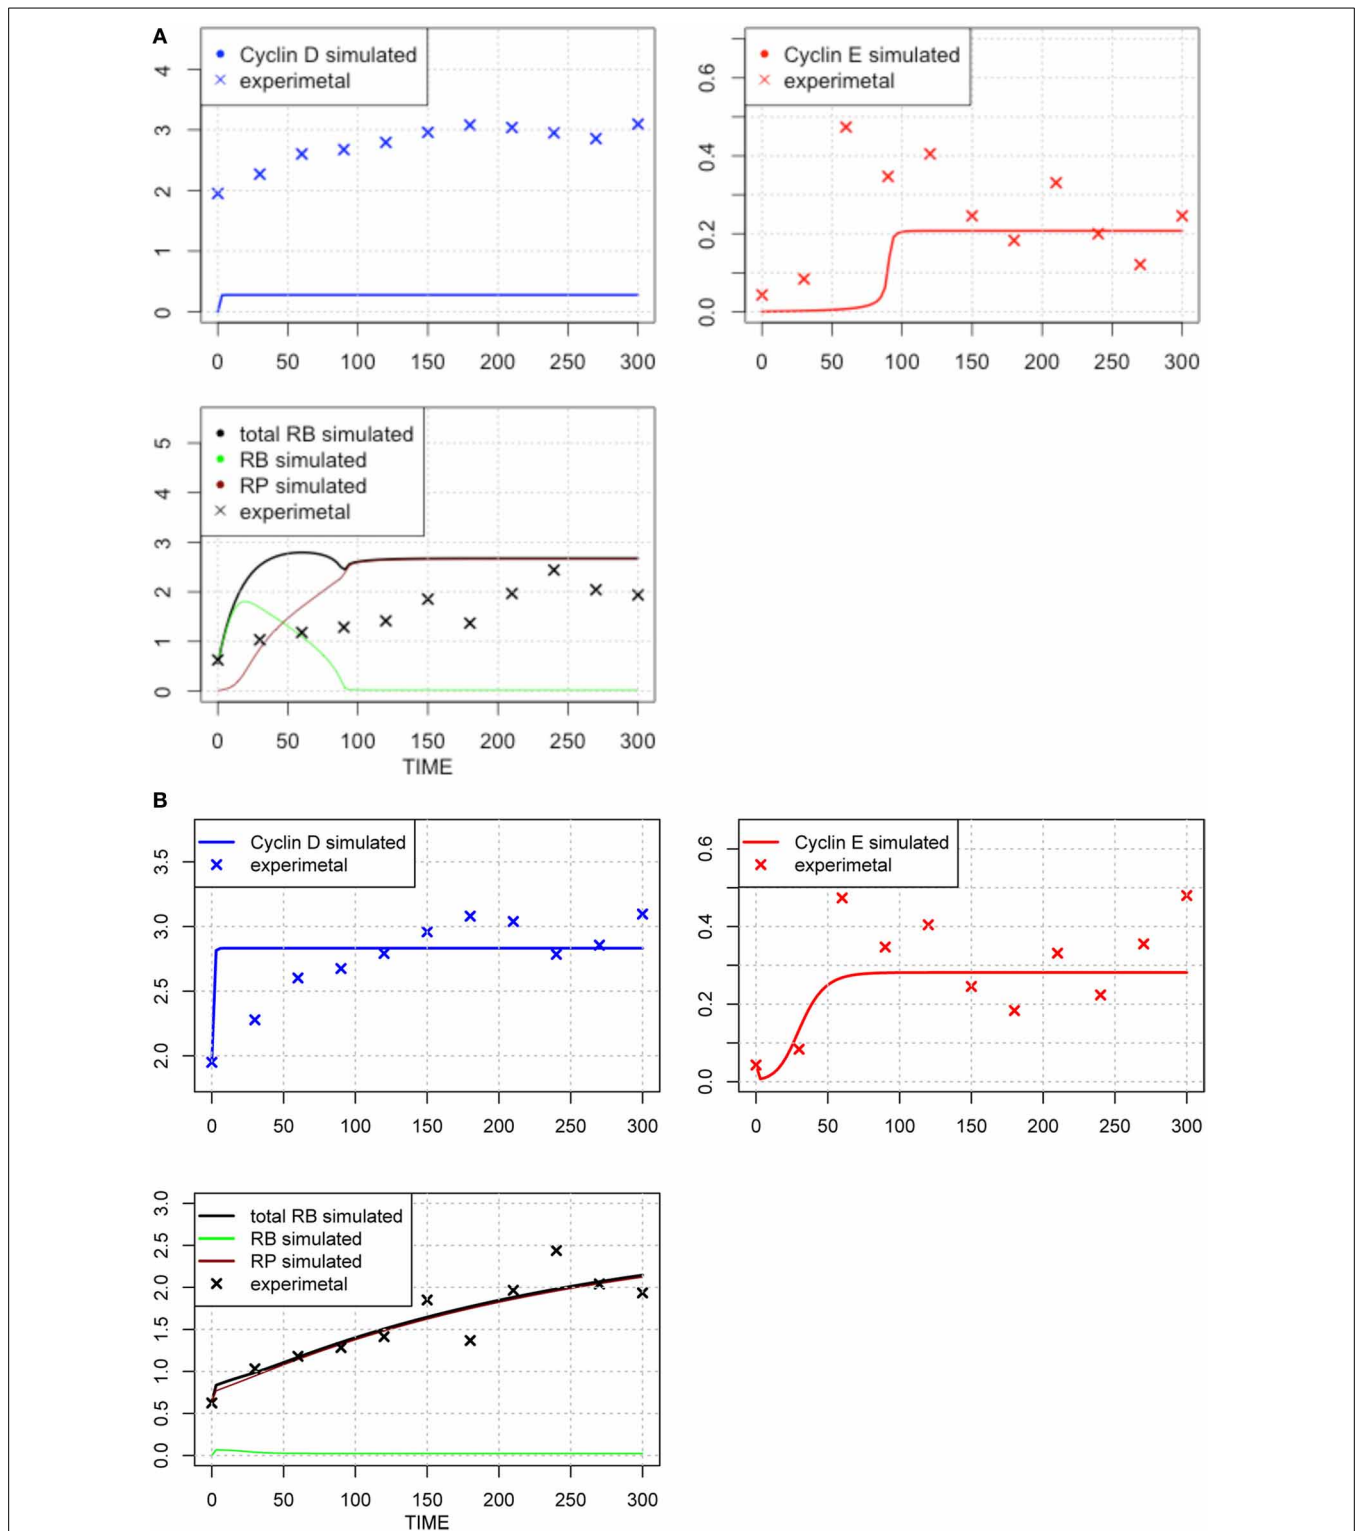 A
Cyclin D simulated
experimetal
4
3
2
1
0
0 50 100 150 200 250 300
Cyclin E simulated
experimetal
0.6
0.4
0.2
0.0
0 50 100 150 200 250 300
total RB simulated
RB simulated
RP simulated
experimetal
5
4
3
2
1
0
0 50 100 150 200 250 300
TIME
B
Cyclin D simulated
experimetal
3.5
3.0
2.5
2.0
0 50 100 150 200 250 300
Cyclin E simulated
experimetal
0.6
0.4
0.2
0.0
0 50 100 150 200 250 300
total RB simulated
RB simulated
RP simulated
experimetal
3.0
2.5
2.0
1.5
1.0
0.5
0.0
0 50 100 150 200 250 300
TIME